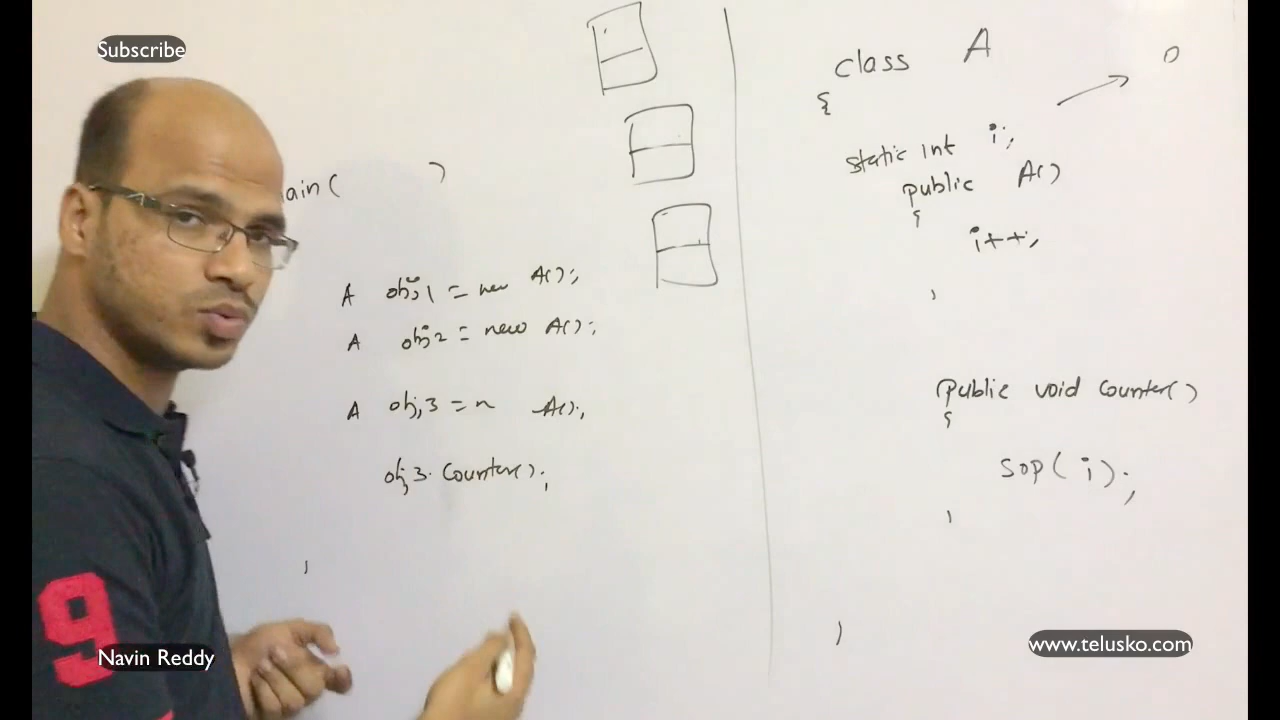 Subscribe
ain( )
A obj1 = new A();
A obj2 = new A();
A obj3 = n A();
obj3.Counter();
}
class A
{
static int i; → 0
public A()
{
i++;
}
public void Counter()
{
sop( i );
}
}
9
Navin Reddy
www.telusko.com